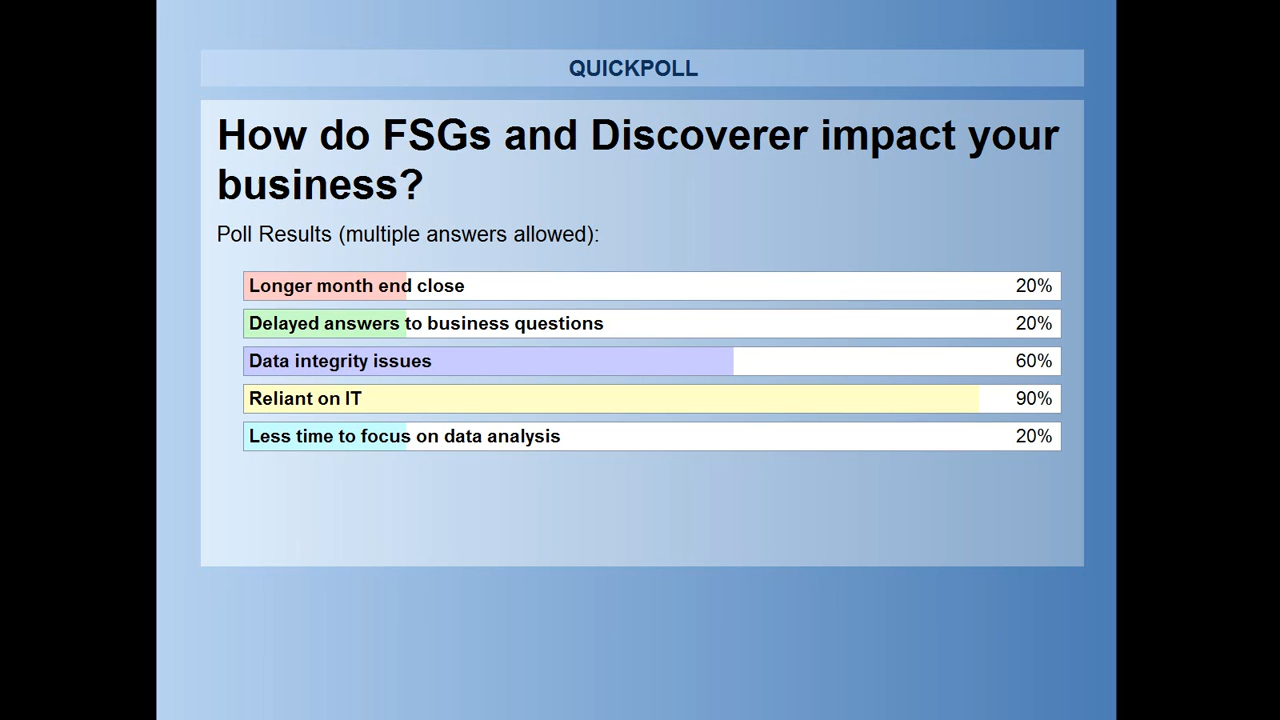 QUICKPOLL
How do FSGs and Discoverer impact your
business?
Poll Results (multiple answers allowed):
Longer month end close 20%
Delayed answers to business questions 20%
Data integrity issues 60%
Reliant on IT 90%
Less time to focus on data analysis 20%